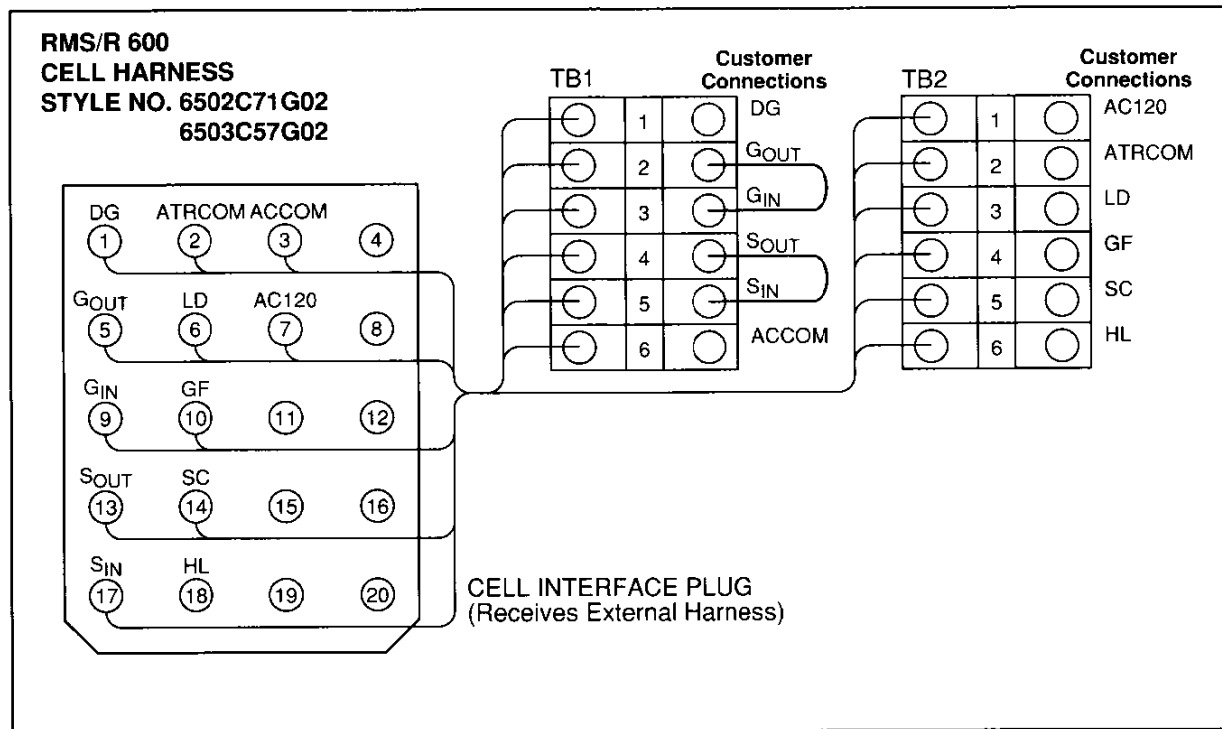 RMS/R 600
CELL HARNESS
STYLE NO. 6502C71G02
6503C57G02
DG ATRCOM ACCOM
1 2 3 4
GOUT LD AC120
5 6 7 8
GIN GF
9 10 11 12
SOUT SC
13 14 15 16
SIN HL
17 18 19 20
CELL INTERFACE PLUG
(Receives External Harness)
TB1
Customer
Connections
1 DG
2 GOUT
3 GIN
4 SOUT
5 SIN
6 ACCOM
TB2
Customer
Connections
1 AC120
2 ATRCOM
3 LD
4 GF
5 SC
6 HL